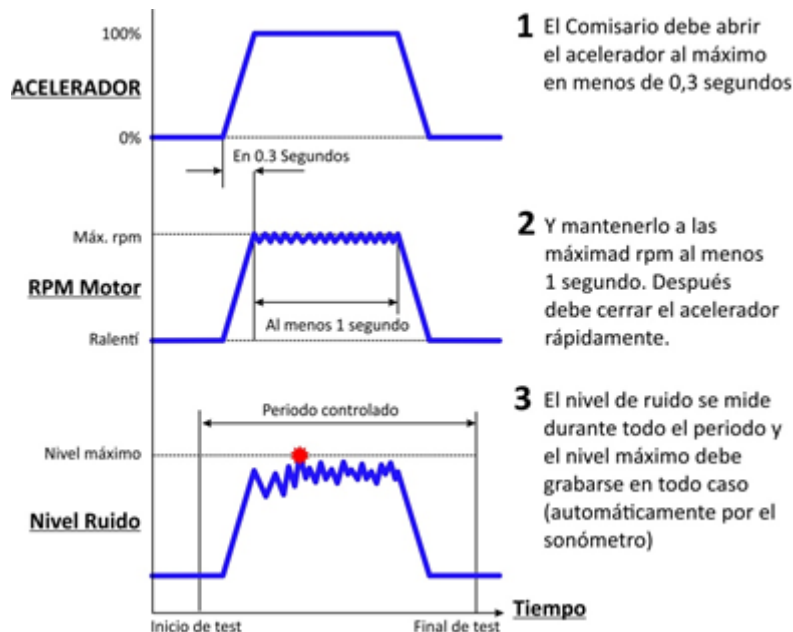 100%
ACELERADOR
0%
En 0.3 Segundos
1 El Comisario debe abrir
el acelerador al máximo
en menos de 0,3 segundos
Máx. rpm
RPM Motor
Al menos 1 segundo
Ralentí
2 Y mantenerlo a las
máximad rpm al menos
1 segundo. Después
debe cerrar el acelerador
rápidamente.
Periodo controlado
Nivel máximo
Nivel Ruido
3 El nivel de ruido se mide
durante todo el periodo y
el nivel máximo debe
grabarse en todo caso
(automáticamente por el
sonómetro)
Tiempo
Inicio de test
Final de test